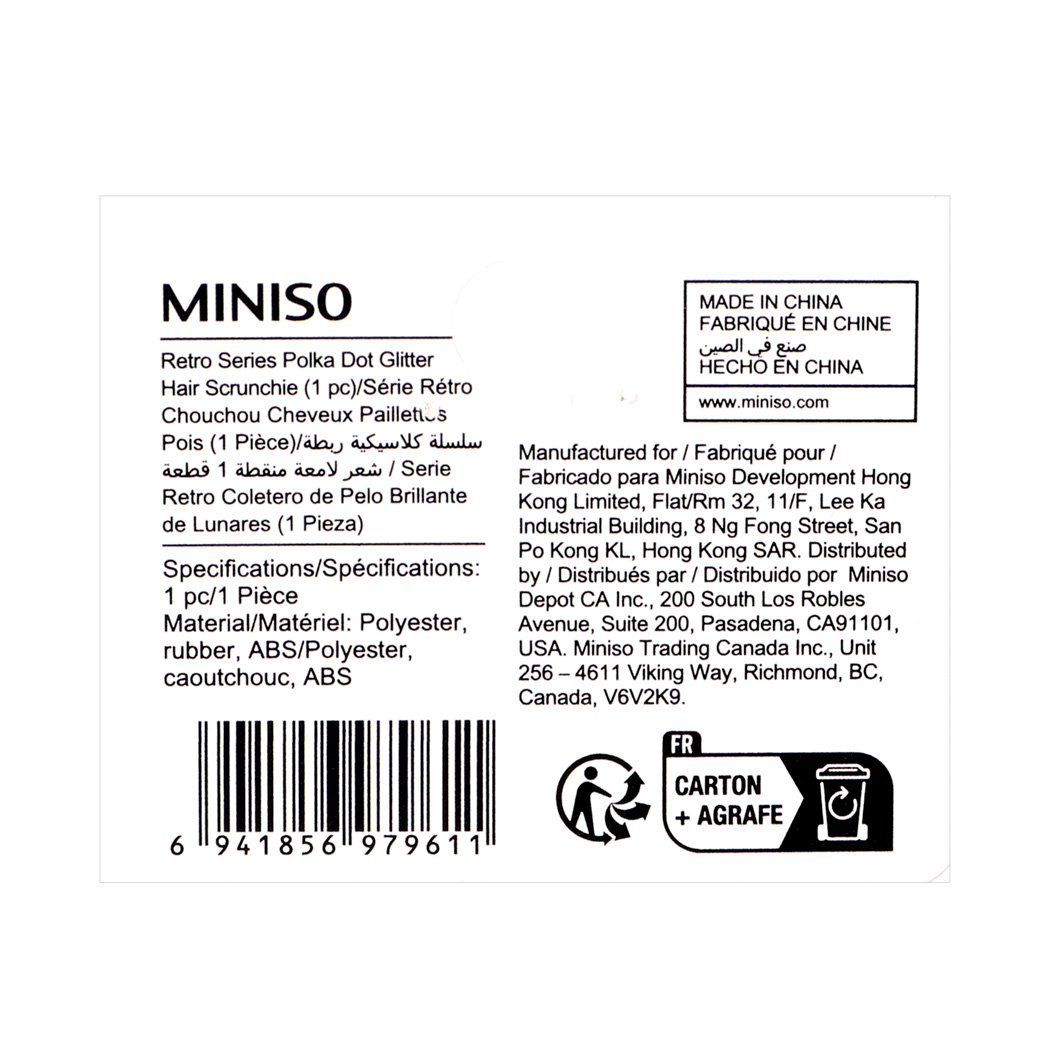 MINISO
Retro Series Polka Dot Glitter
Hair Scrunchie (1 pc)/Série Rétro
Chouchou Cheveux Paillettes
Pois (1 Pièce)/سلسلة كلاسيكية ربطة
شعر لامعة منقطة 1 قطعة / Serie
Retro Coletero de Pelo Brillante
de Lunares (1 Pieza)
Specifications/Spécifications:
1 pc/1 Pièce
Material/Matériel: Polyester,
rubber, ABS/Polyester,
caoutchouc, ABS
6 941856 979611
MADE IN CHINA
FABRIQUÉ EN CHINE
صنع في الصين
HECHO EN CHINA
www.miniso.com
Manufactured for / Fabriqué pour /
Fabricado para Miniso Development Hong
Kong Limited, Flat/Rm 32, 11/F, Lee Ka
Industrial Building, 8 Ng Fong Street, San
Po Kong KL, Hong Kong SAR. Distributed
by / Distribués par / Distribuido por Miniso
Depot CA Inc., 200 South Los Robles
Avenue, Suite 200, Pasadena, CA91101,
USA. Miniso Trading Canada Inc., Unit
256 – 4611 Viking Way, Richmond, BC,
Canada, V6V2K9.
FR
CARTON
+ AGRAFE